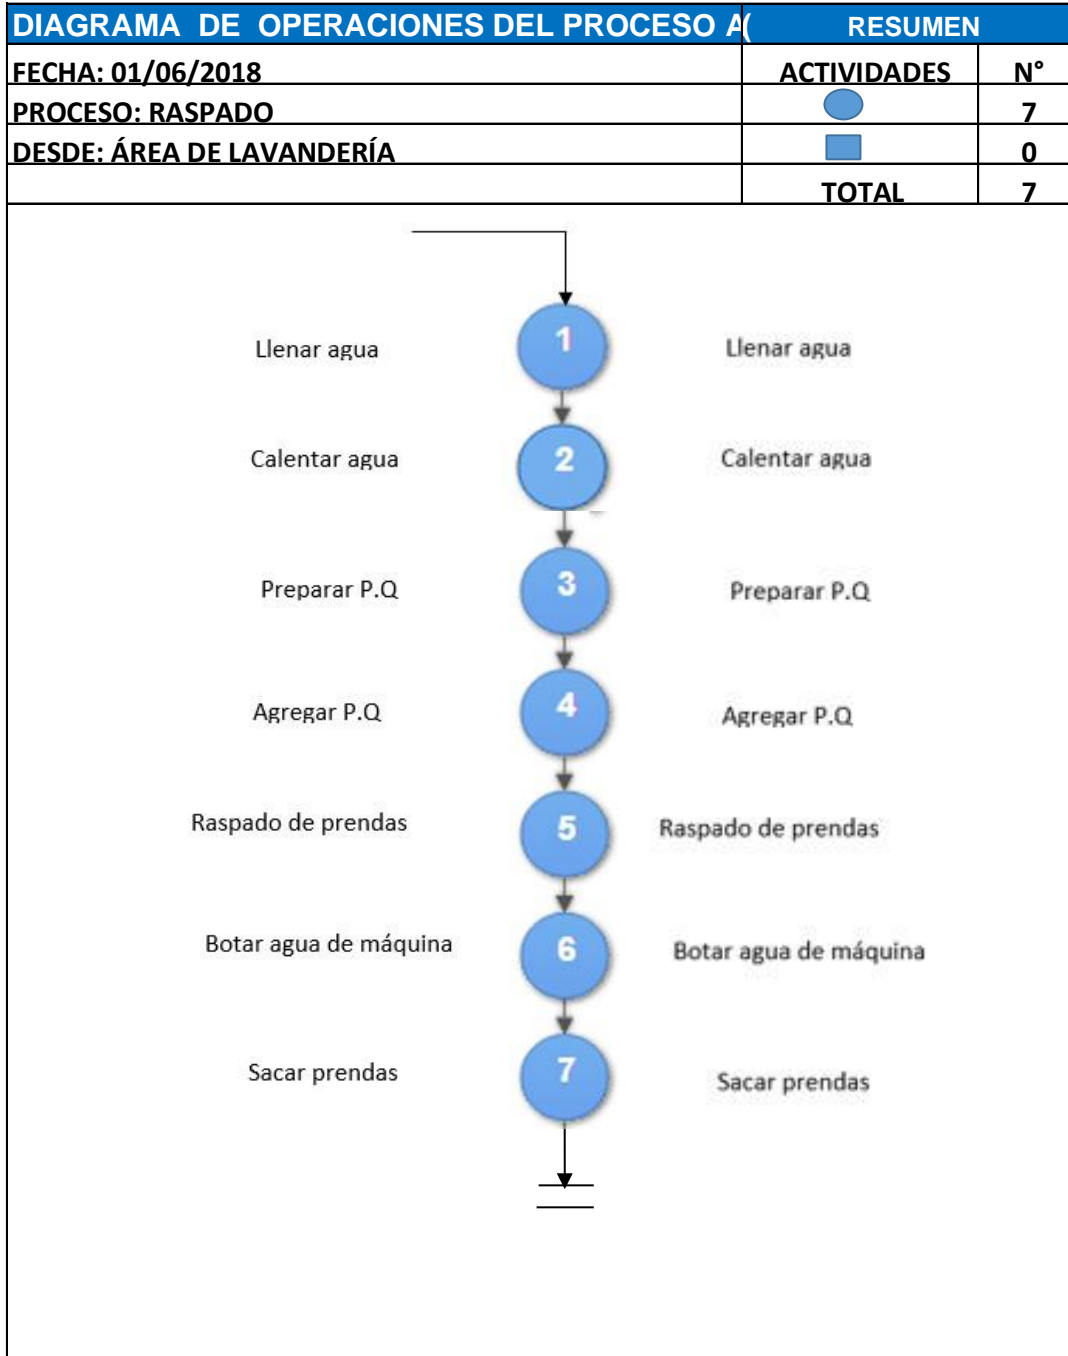 DIAGRAMA DE OPERACIONES DEL PROCESO A( RESUMEN
FECHA: 01/06/2018 ACTIVIDADES N°
PROCESO: RASPADO 7
DESDE: ÁREA DE LAVANDERÍA 0
TOTAL 7
Llenar agua 1 Llenar agua
Calentar agua 2 Calentar agua
Preparar P.Q 3 Preparar P.Q
Agregar P.Q 4 Agregar P.Q
Raspado de prendas 5 Raspado de prendas
Botar agua de máquina 6 Botar agua de máquina
Sacar prendas 7 Sacar prendas